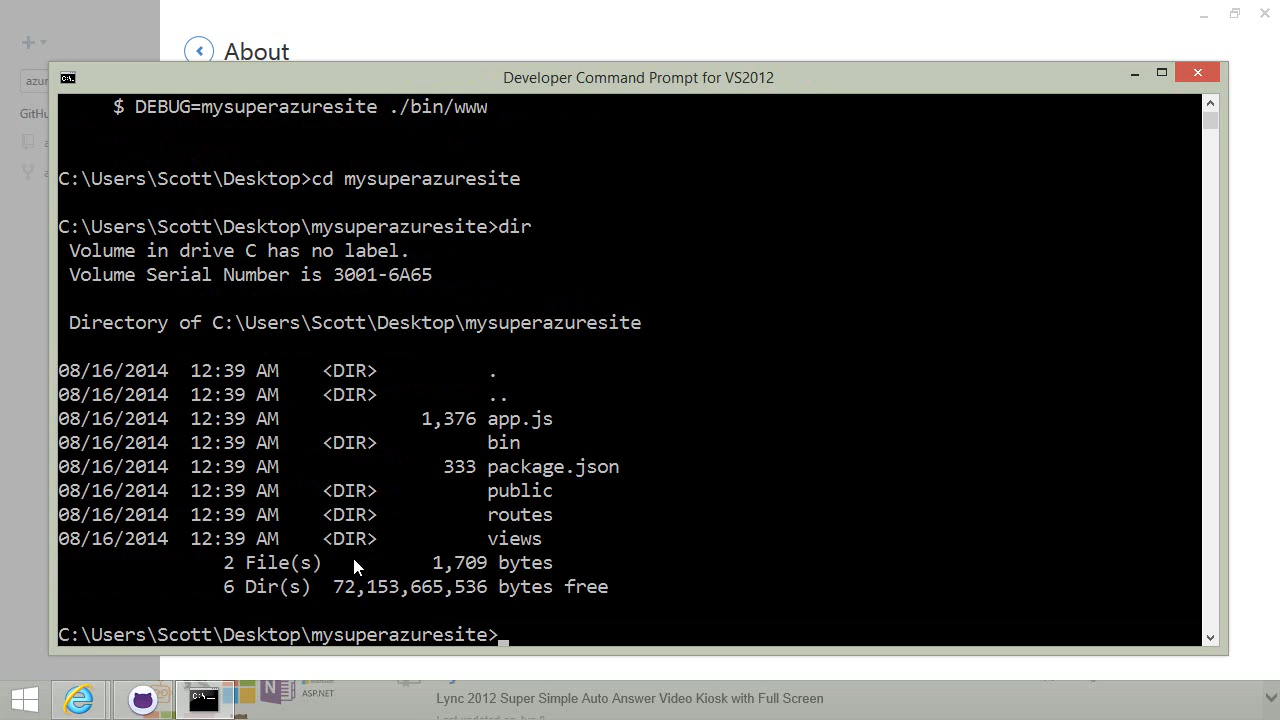 About
azur
GitHu
a
a
Developer Command Prompt for VS2012
$ DEBUG=mysuperazuresite ./bin/www
C:\Users\Scott\Desktop>cd mysuperazuresite
C:\Users\Scott\Desktop\mysuperazuresite>dir
Volume in drive C has no label.
Volume Serial Number is 3001-6A65
Directory of C:\Users\Scott\Desktop\mysuperazuresite
08/16/2014 12:39 AM <DIR> .
08/16/2014 12:39 AM <DIR> ..
08/16/2014 12:39 AM 1,376 app.js
08/16/2014 12:39 AM <DIR> bin
08/16/2014 12:39 AM 333 package.json
08/16/2014 12:39 AM <DIR> public
08/16/2014 12:39 AM <DIR> routes
08/16/2014 12:39 AM <DIR> views
2 File(s) 1,709 bytes
6 Dir(s) 72,153,665,536 bytes free
C:\Users\Scott\Desktop\mysuperazuresite>
ASP.NET
Lync 2012 Super Simple Auto Answer Video Kiosk with Full Screen